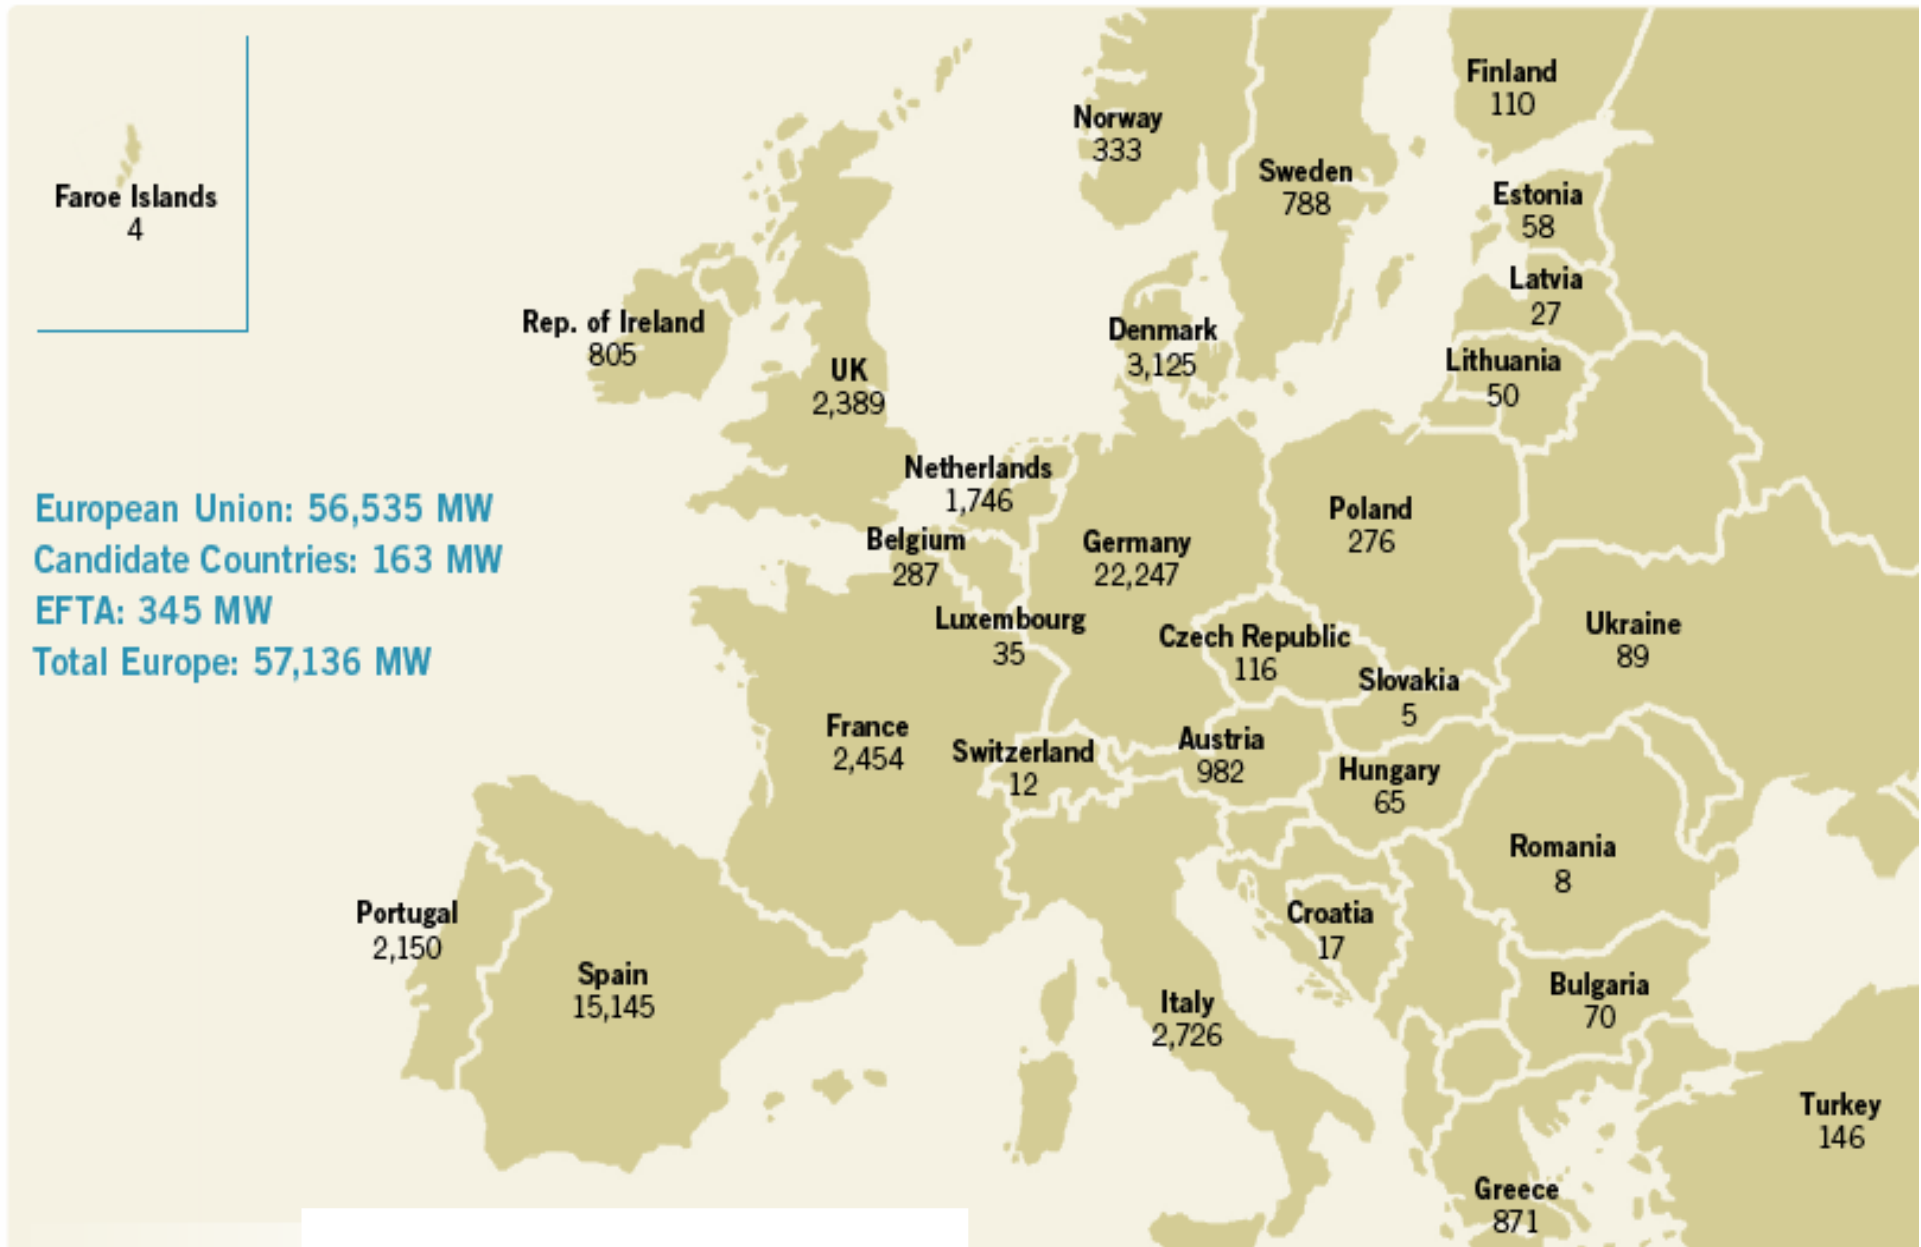 Finland
110
Norway
333
Sweden
788
Faroe Islands
4
Estonia
58
Latvia
27
Rep. of Ireland
805
Denmark
3,125
UK
2,389
Lithuania
50
Netherlands
1,746
European Union: 56,535 MW
Candidate Countries: 163 MW
EFTA: 345 MW
Total Europe: 57,136 MW
Poland
276
Belgium
287
Germany
22,247
Luxembourg
35
Czech Republic
116
Ukraine
89
Slovakia
5
France
2,454
Switzerland
12
Austria
982
Hungary
65
Romania
8
Portugal
2,150
Croatia
17
Spain
15,145
Italy
2,726
Bulgaria
70
Turkey
146
Greece
871